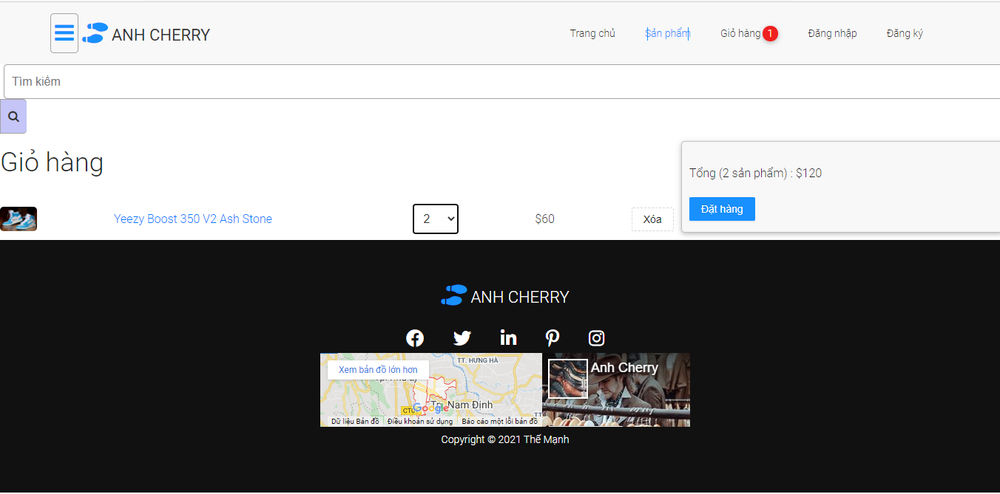 ANH CHERRY
Trang chủ Sản phẩm Giỏ hàng 1 Đăng nhập Đăng ký
Tìm kiếm
Giỏ hàng
Tổng (2 sản phẩm) : $120
Đặt hàng
Yeezy Boost 350 V2 Ash Stone 2 $60 Xóa
ANH CHERRY
TT. HƯNG HÀ
Xem bản đồ lớn hơn
Nam Định
Google
Dữ liệu Bản đồ Điều khoản sử dụng Báo cáo một lỗi bản đồ
Anh Cherry
Copyright © 2021 Thế Mạnh